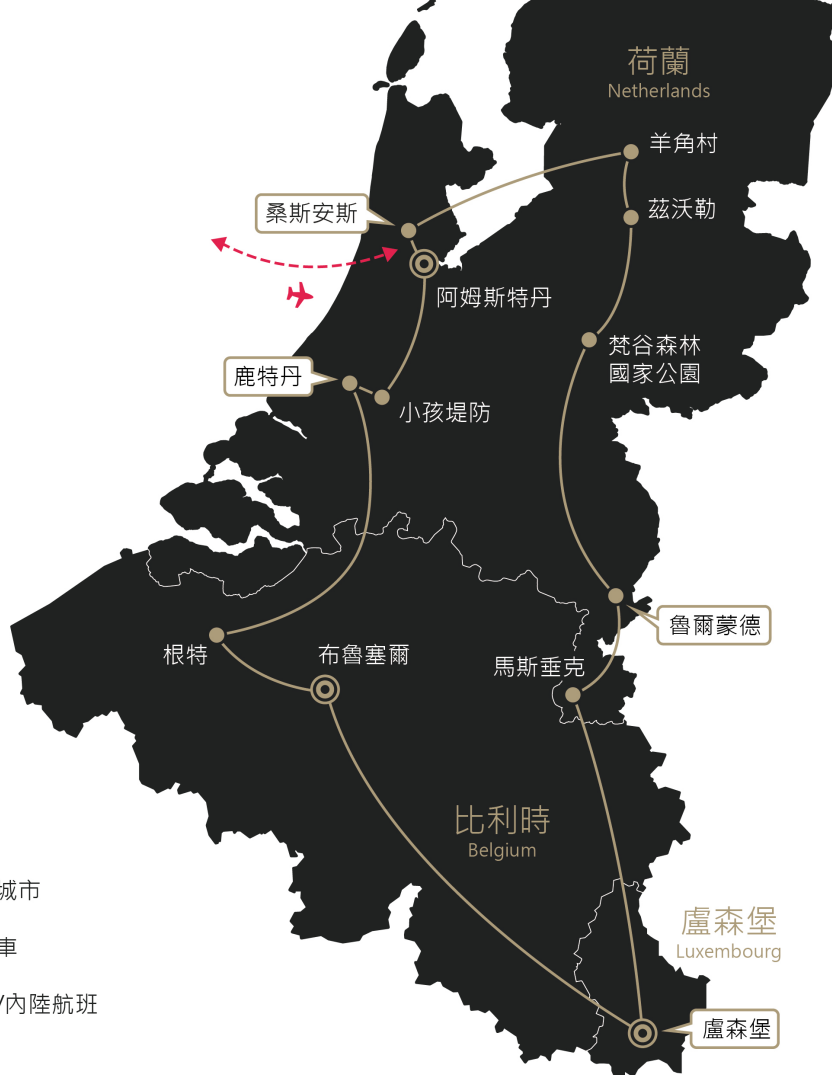 荷蘭
Netherlands
羊角村
茲沃勒
桑斯安斯
阿姆斯特丹
梵谷森林
國家公園
鹿特丹
小孩堤防
魯爾蒙德
根特
布魯塞爾
馬斯垂克
比利時
Belgium
城市
盧森堡
Luxembourg
車
/內陸航班
盧森堡